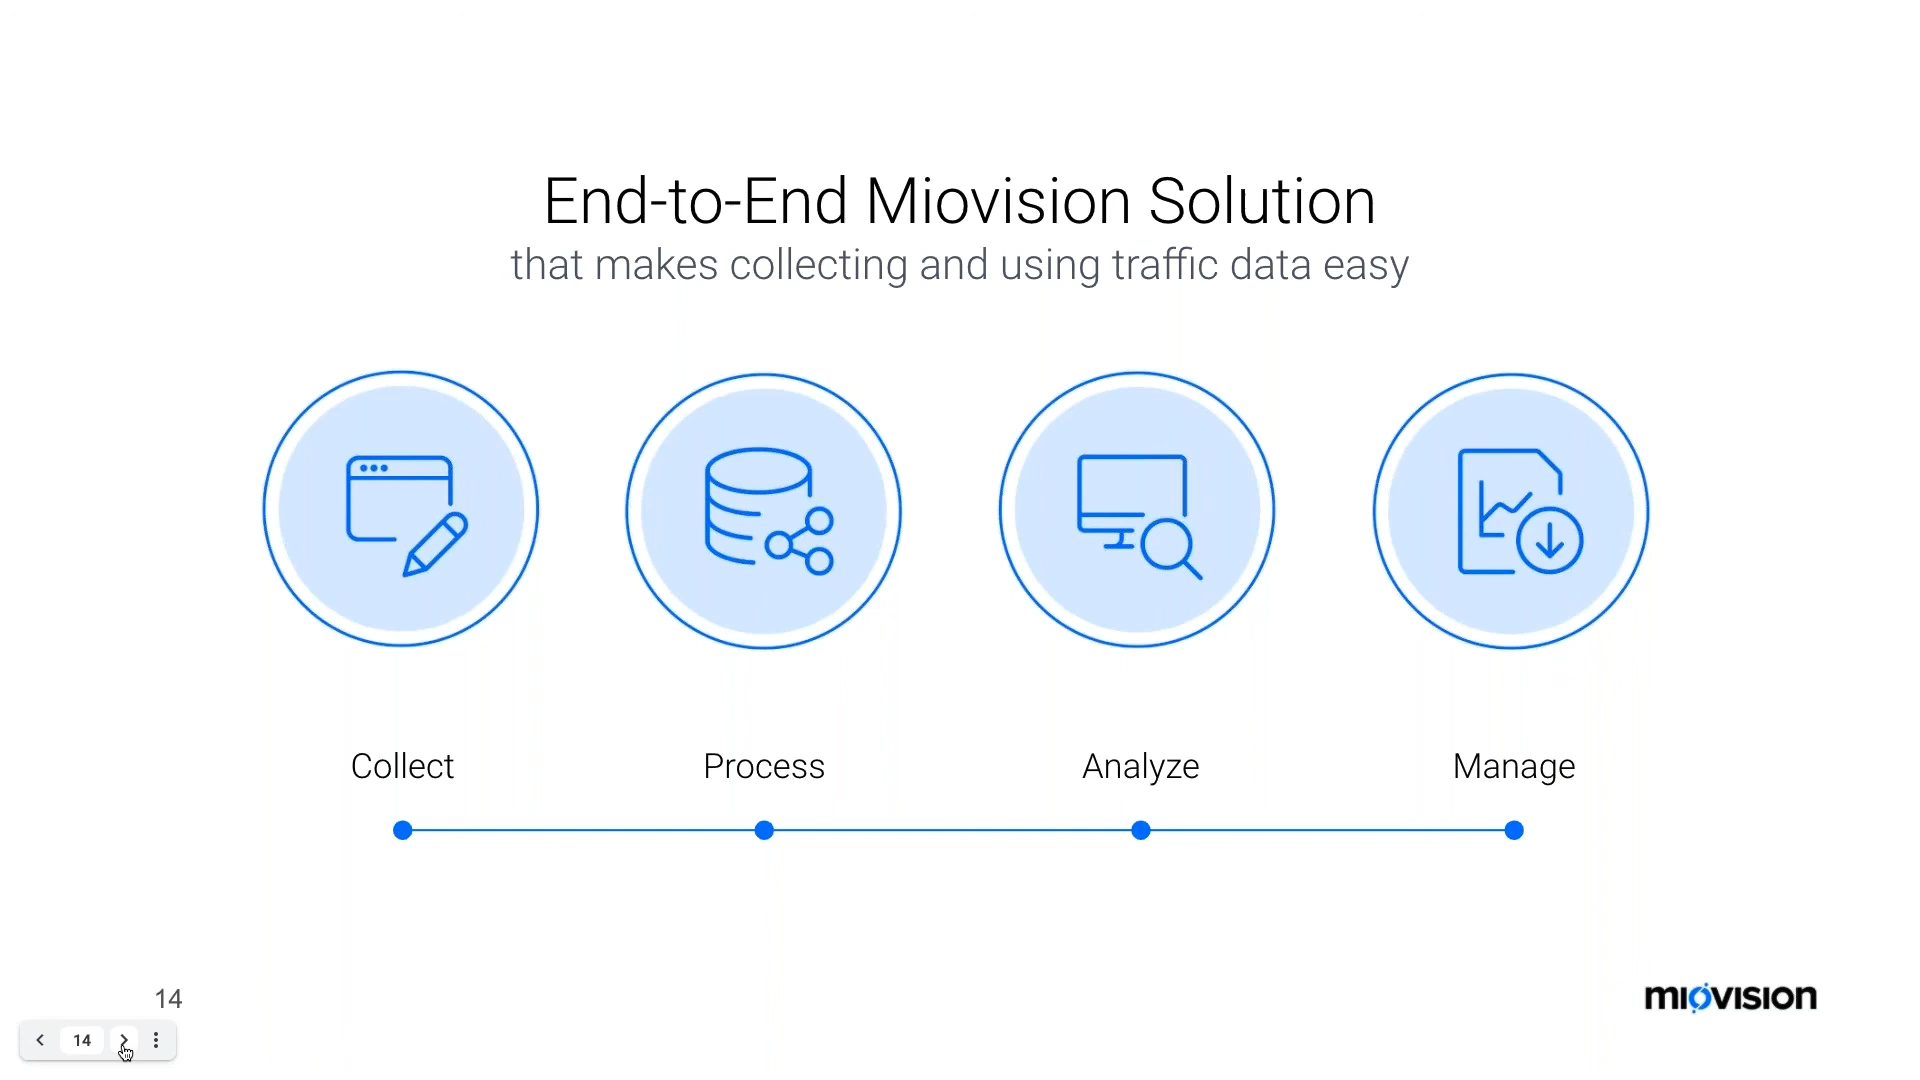 End-to-End Miovision Solution
that makes collecting and using traffic data easy
Collect
Process
Analyze
Manage
14
miovision
14